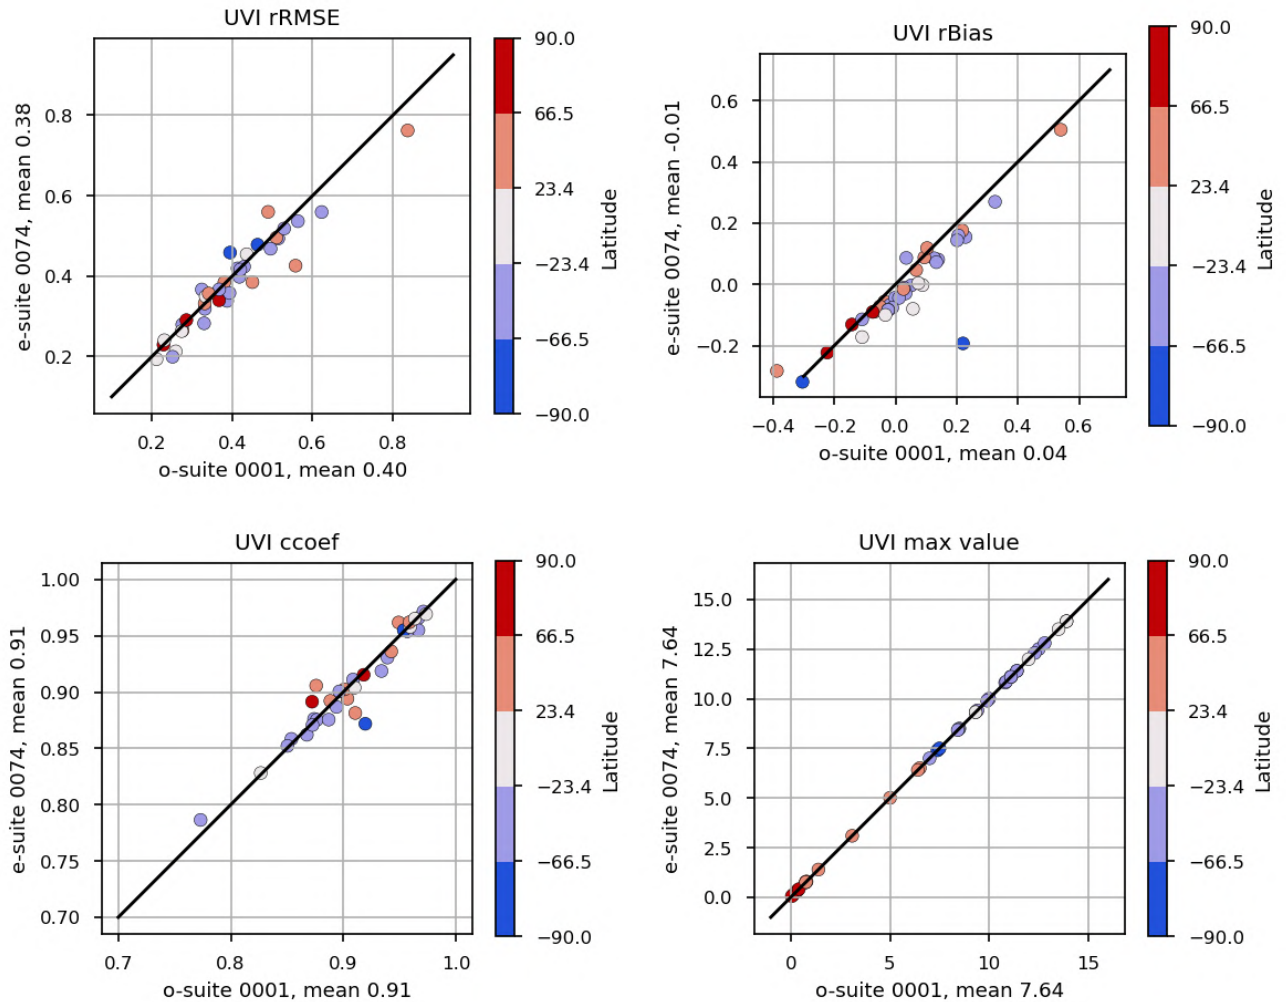 UVI rRMSE
e-suite 0074, mean 0.38
0.8
0.6
0.4
0.2
0.2 0.4 0.6 0.8
o-suite 0001, mean 0.40
90.0
66.5
23.4
−23.4
−66.5
−90.0
Latitude
UVI rBias
e-suite 0074, mean -0.01
0.6
0.4
0.2
0.0
−0.2
−0.4 −0.2 0.0 0.2 0.4 0.6
o-suite 0001, mean 0.04
90.0
66.5
23.4
−23.4
−66.5
−90.0
Latitude
UVI ccoef
e-suite 0074, mean 0.91
1.00
0.95
0.90
0.85
0.80
0.75
0.70
0.7 0.8 0.9 1.0
o-suite 0001, mean 0.91
90.0
66.5
23.4
−23.4
−66.5
−90.0
Latitude
UVI max value
e-suite 0074, mean 7.64
15.0
12.5
10.0
7.5
5.0
2.5
0.0
0 5 10 15
o-suite 0001, mean 7.64
90.0
66.5
23.4
−23.4
−66.5
−90.0
Latitude